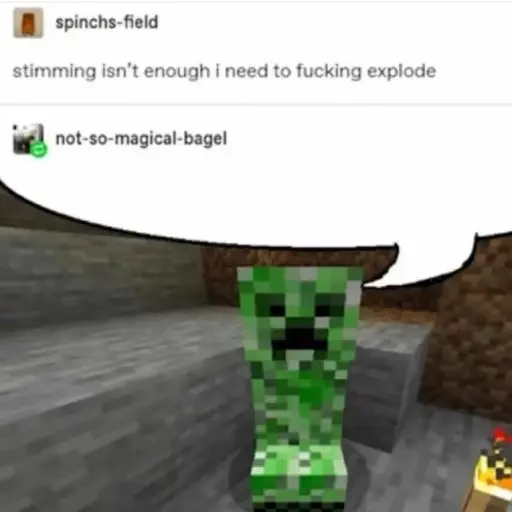 spinchs-field
stimming isn't enough i need to fucking explode
not-so-magical-bagel